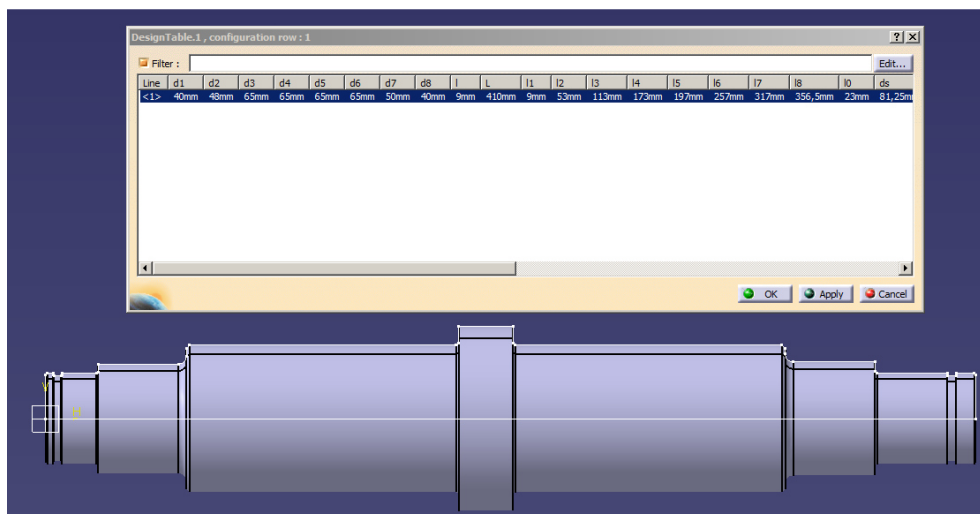 DesignTable.1 , configuration row : 1
Filter :
Edit...
Line d1 d2 d3 d4 d5 d6 d7 d8 l L l1 l2 l3 l4 l5 l6 l7 l8 l0 ds
<1> 40mm 48mm 65mm 65mm 65mm 65mm 50mm 40mm 9mm 410mm 9mm 53mm 113mm 173mm 197mm 257mm 317mm 356,5mm 23mm 81,25m
OK Apply Cancel
H